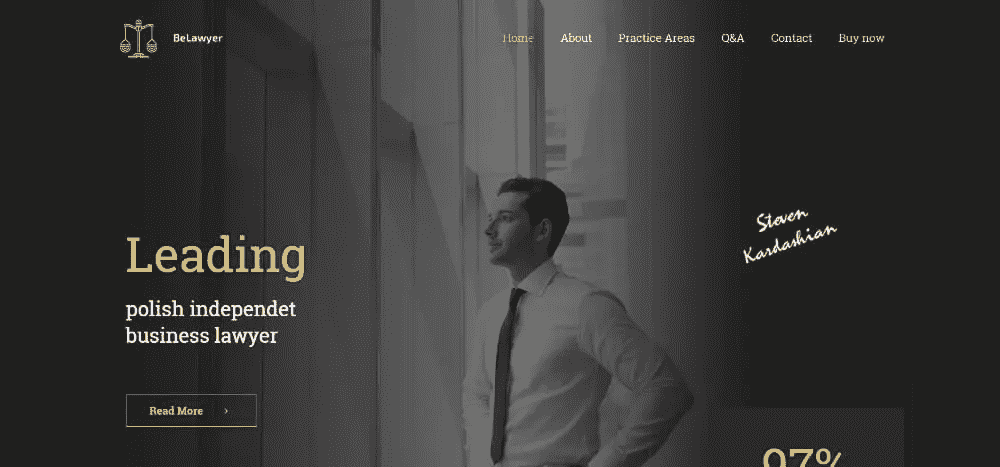 BeLawyer
Home About Practice Areas Q&A Contact Buy now
Steven
Kardashian
Leading
polish independet
business lawyer
Read More
97%